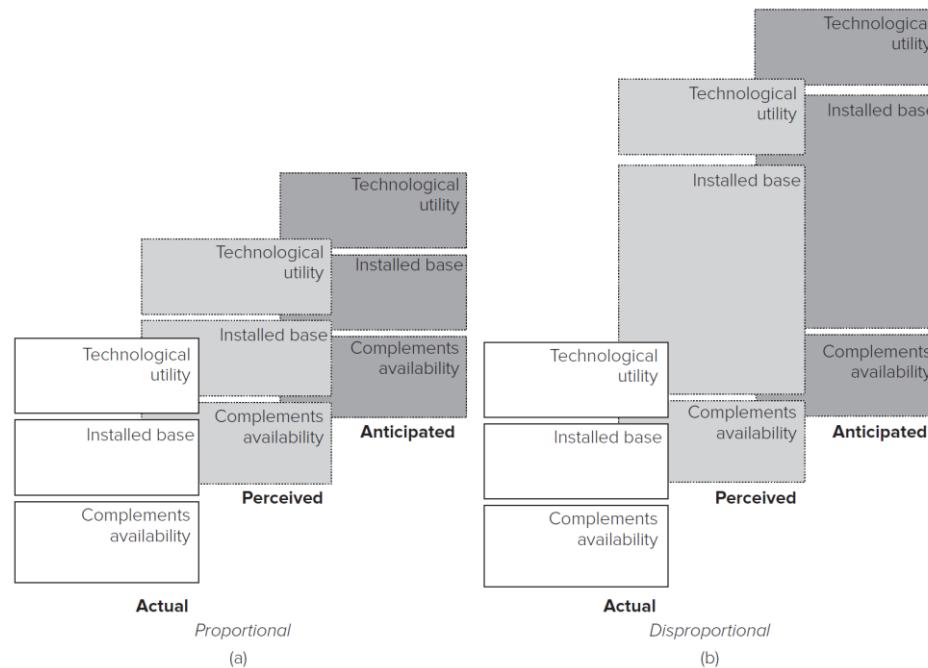 Technological
utility
Installed base
Complements
availability
Actual
Technological
utility
Installed base
Complements
availability
Perceived
Technological
utility
Installed base
Complements
availability
Anticipated
Proportional
(a)
Technological
utility
Installed base
Complements
availability
Actual
Technological
utility
Installed base
Complements
availability
Perceived
Technological
utility
Installed base
Complements
availability
Anticipated
Disproportional
(b)